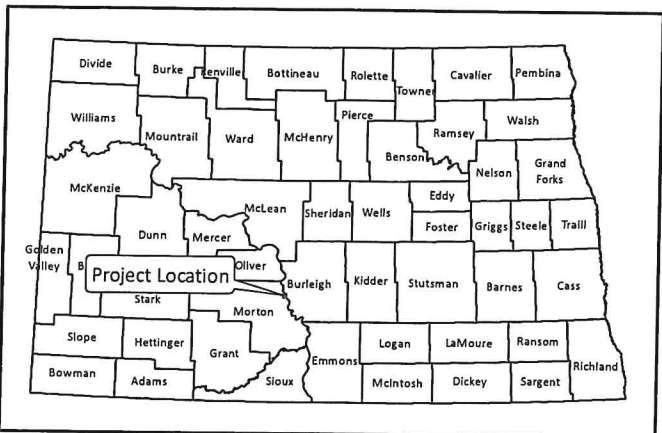 Divide
Burke
Renville
Bottineau
Rolette
Towner
Cavalier
Pembina
Williams
Mountrail
Ward
McHenry
Pierce
Benson
Ramsey
Walsh
Nelson
Grand
Forks
McKenzie
Dunn
McLean
Mercer
Oliver
Sheridan
Wells
Eddy
Foster
Griggs
Steele
Traill
Golden
Valley
B
Project Location
Stark
Morton
Burleigh
Kidder
Stutsman
Barnes
Cass
Slope
Hettinger
Grant
Bowman
Adams
Sioux
Emmons
Logan
LaMoure
Ransom
McIntosh
Dickey
Sargent
Richland